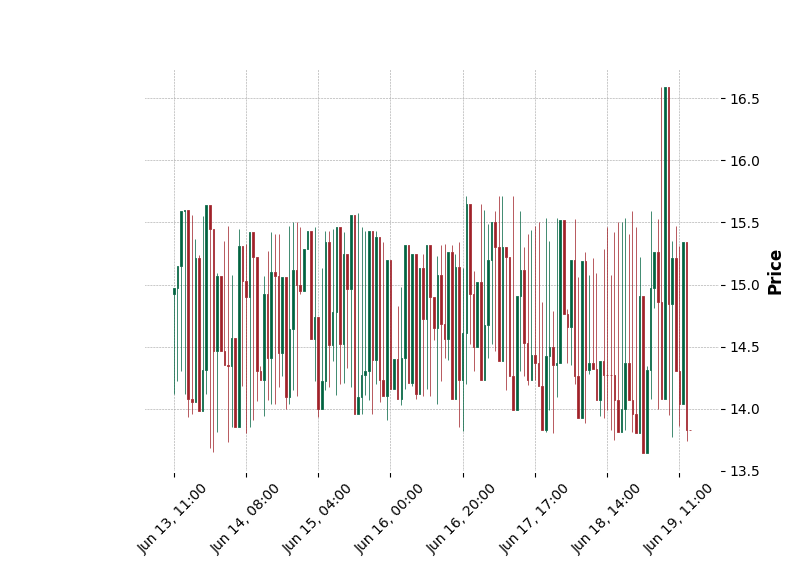 16.5
16.0
15.5
15.0
14.5
14.0
13.5
Price
Jun 13, 11:00
Jun 14, 08:00
Jun 15, 04:00
Jun 16, 00:00
Jun 16, 20:00
Jun 17, 17:00
Jun 18, 14:00
Jun 19, 11:00